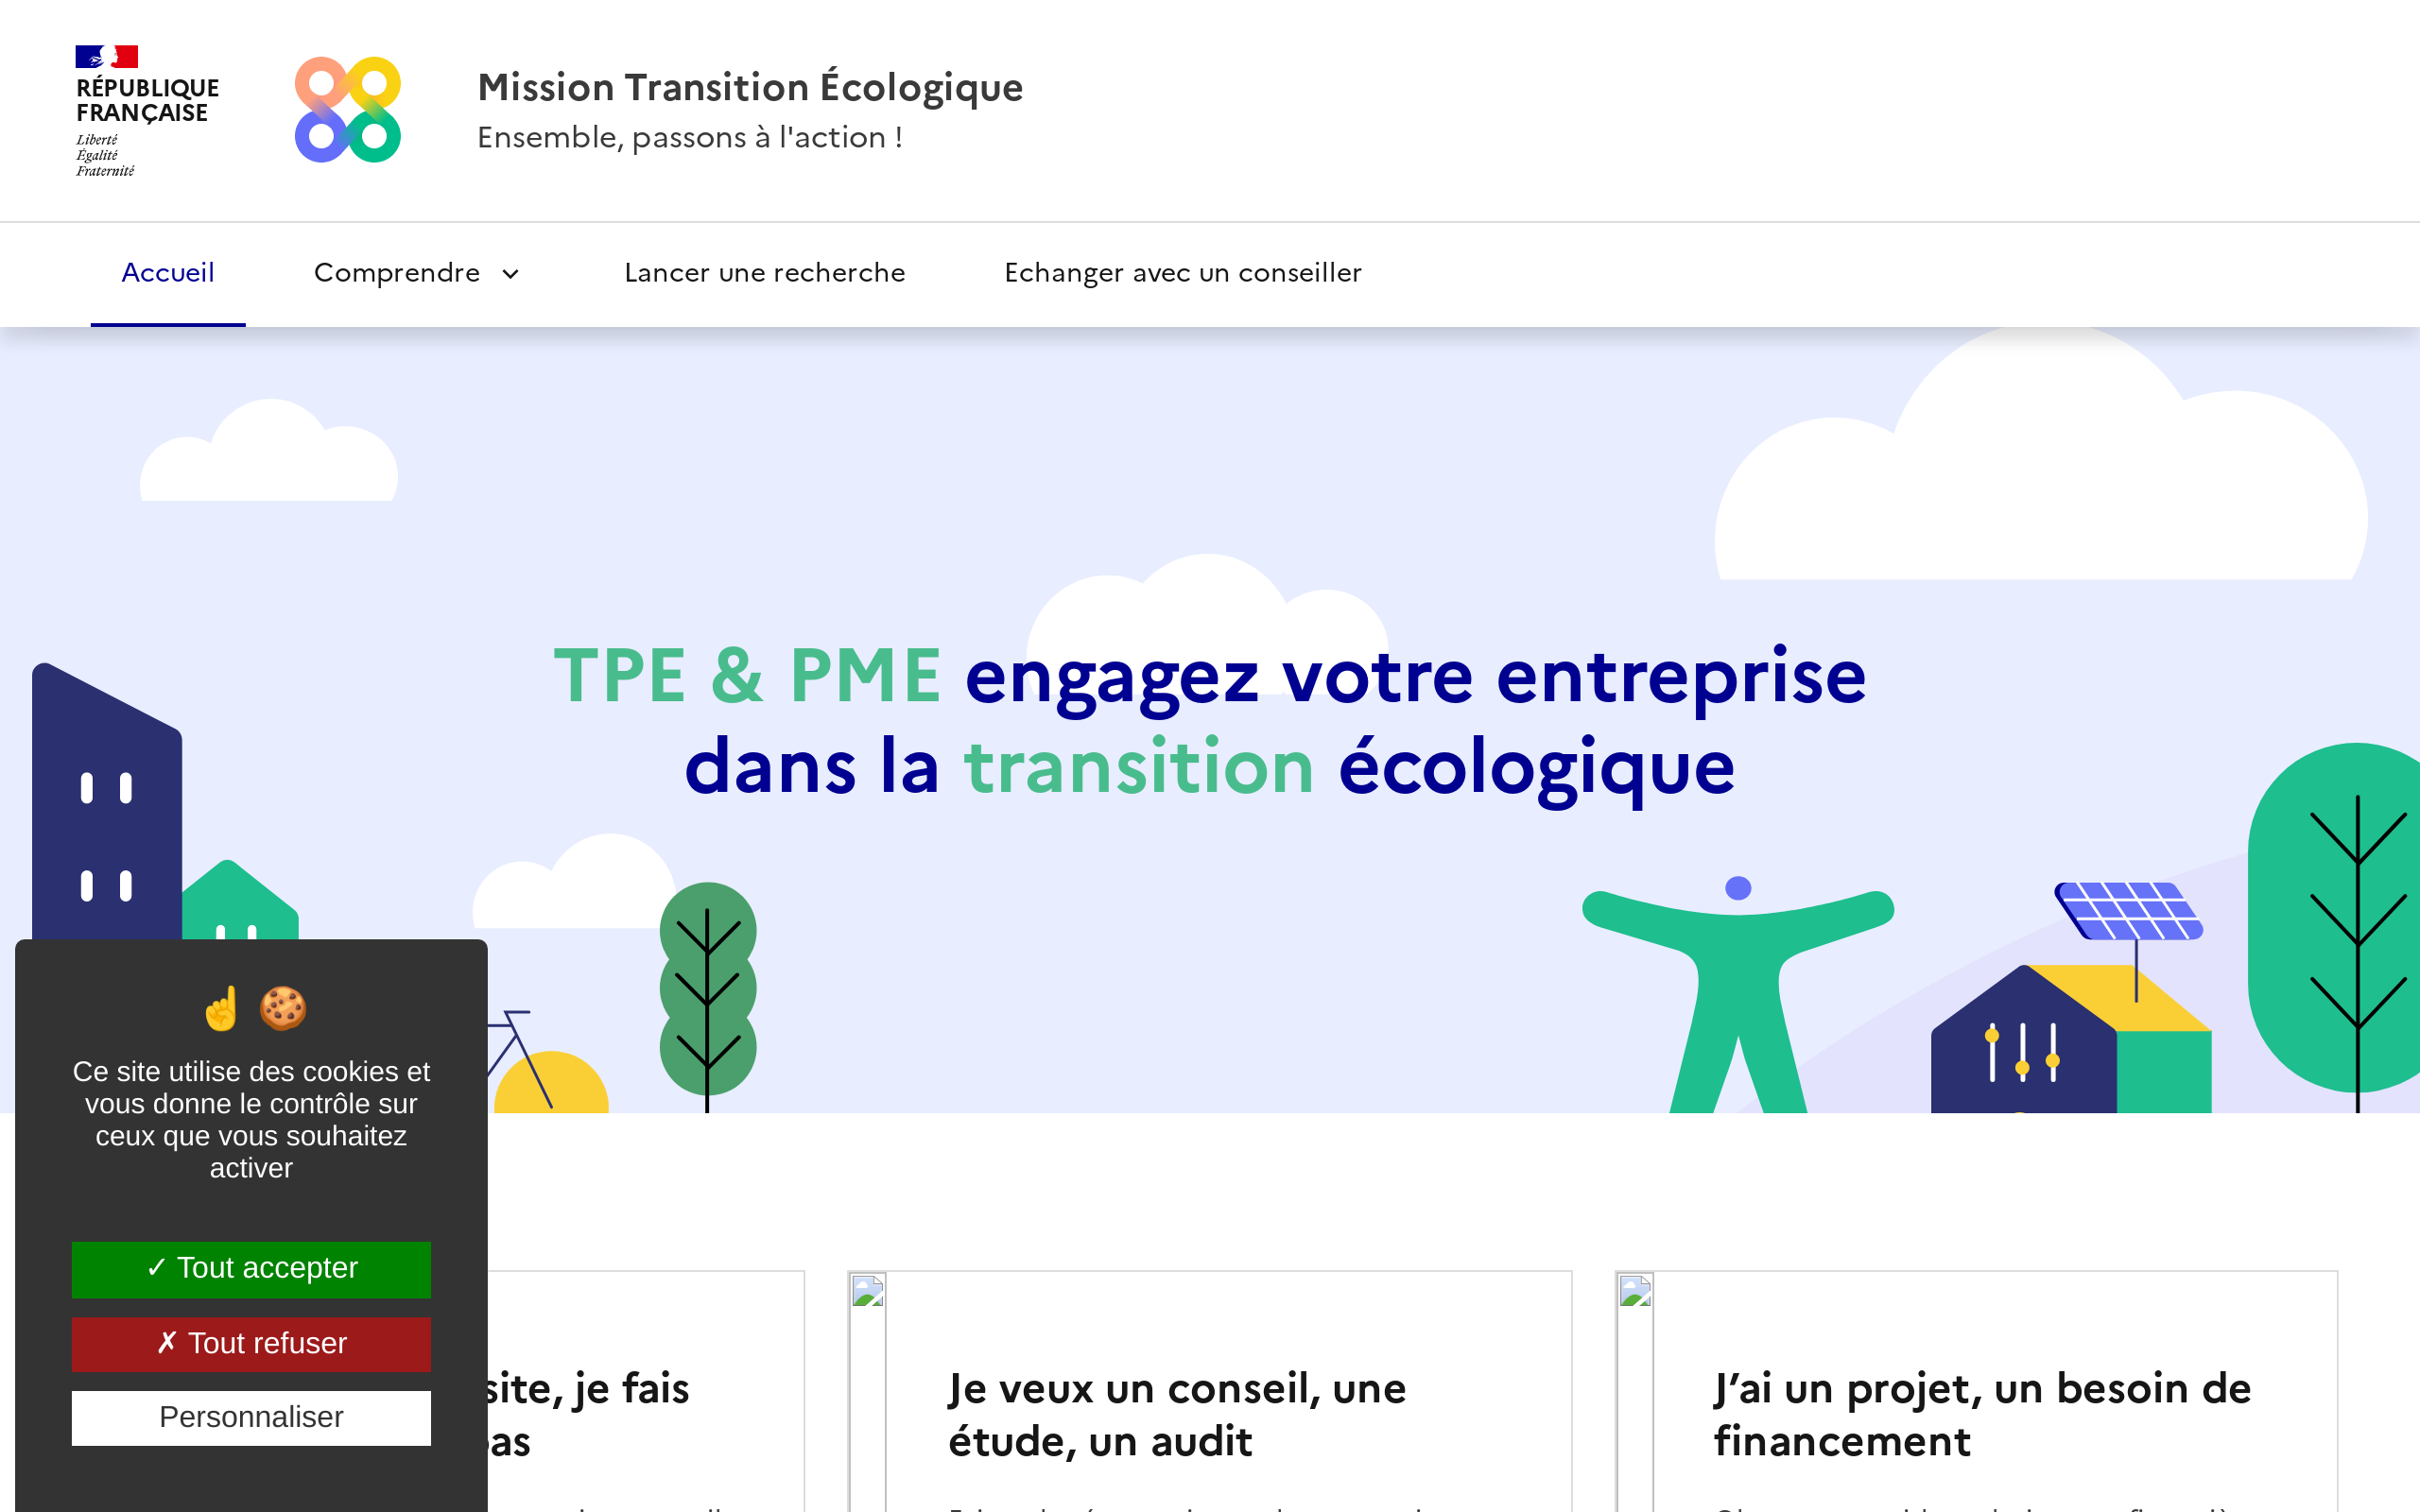 RÉPUBLIQUE
FRANÇAISE
Liberté
Égalité
Fraternité
Mission Transition Écologique
Ensemble, passons à l'action !
Accueil
Comprendre
Lancer une recherche
Echanger avec un conseiller
TPE & PME engagez votre entreprise
dans la transition écologique
☝️ 🍪
Ce site utilise des cookies et
vous donne le contrôle sur
ceux que vous souhaitez
activer
✓ Tout accepter
✗ Tout refuser
Personnaliser
site, je fais
Je veux un conseil, une
étude, un audit
J’ai un projet, un besoin de
financement